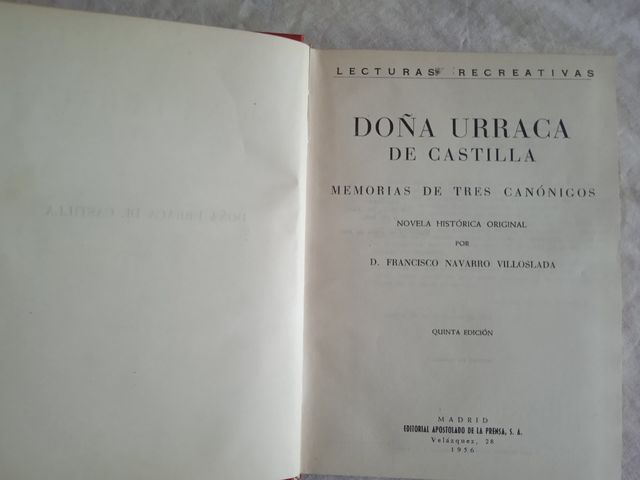 LECTURAS RECREATIVAS
DOÑA URRACA
DE CASTILLA
MEMORIAS DE TRES CANÓNIGOS
NOVELA HISTÓRICA ORIGINAL
POR
D. FRANCISCO NAVARRO VILLOSLADA
QUINTA EDICIÓN
MADRID
EDITORIAL APOSTOLADO DE LA PRENSA, S. A.
Velázquez, 28
1956